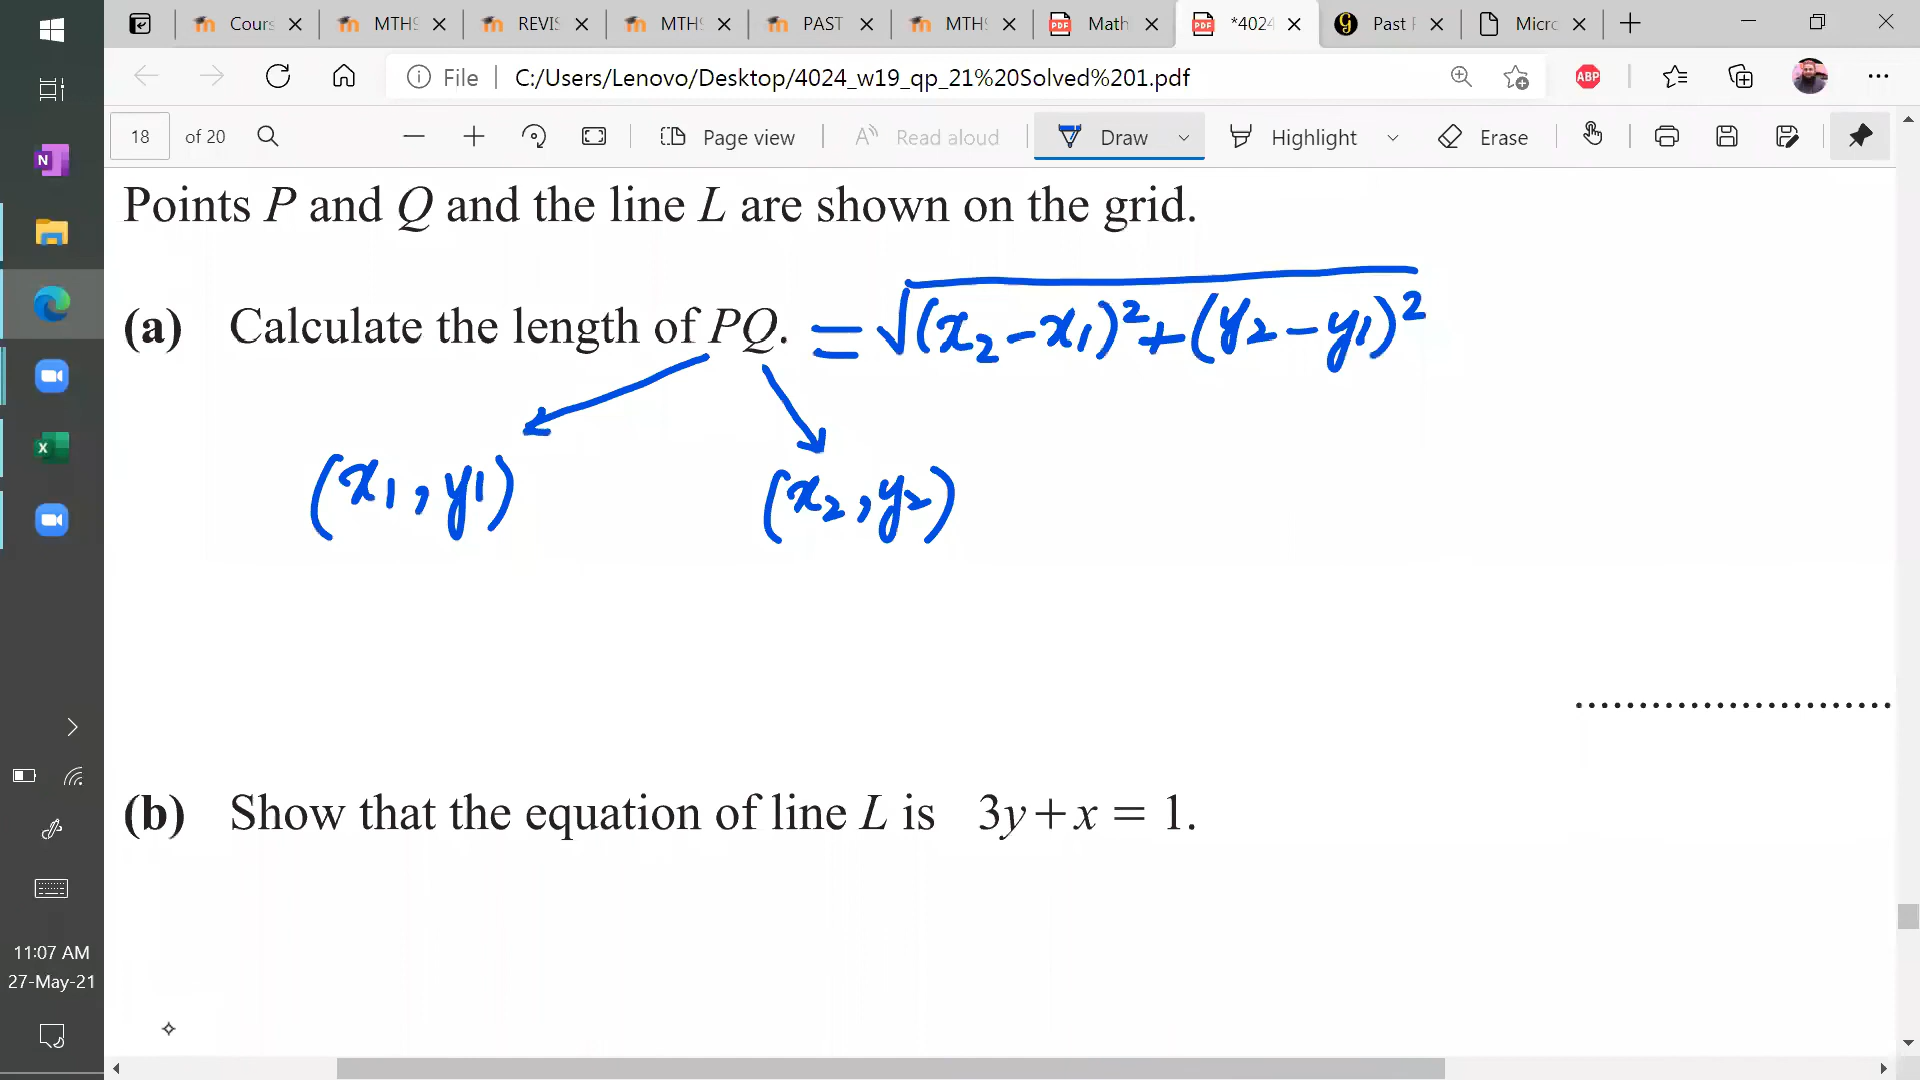 Cours MTHS REVIS MTHS PAST MTHS Math *4024 Past P Micro
File C:/Users/Lenovo/Desktop/4024_w19_qp_21%20Solved%201.pdf ABP
18 of 20 Page view Read aloud Draw Highlight Erase
Points P and Q and the line L are shown on the grid.
(a) Calculate the length of PQ. = √(x₂-x₁)²+(y₂-y₁)²
(x₁,y₁) (x₂,y₂)
........................
(b) Show that the equation of line L is 3y+x = 1.
11:07 AM
27-May-21